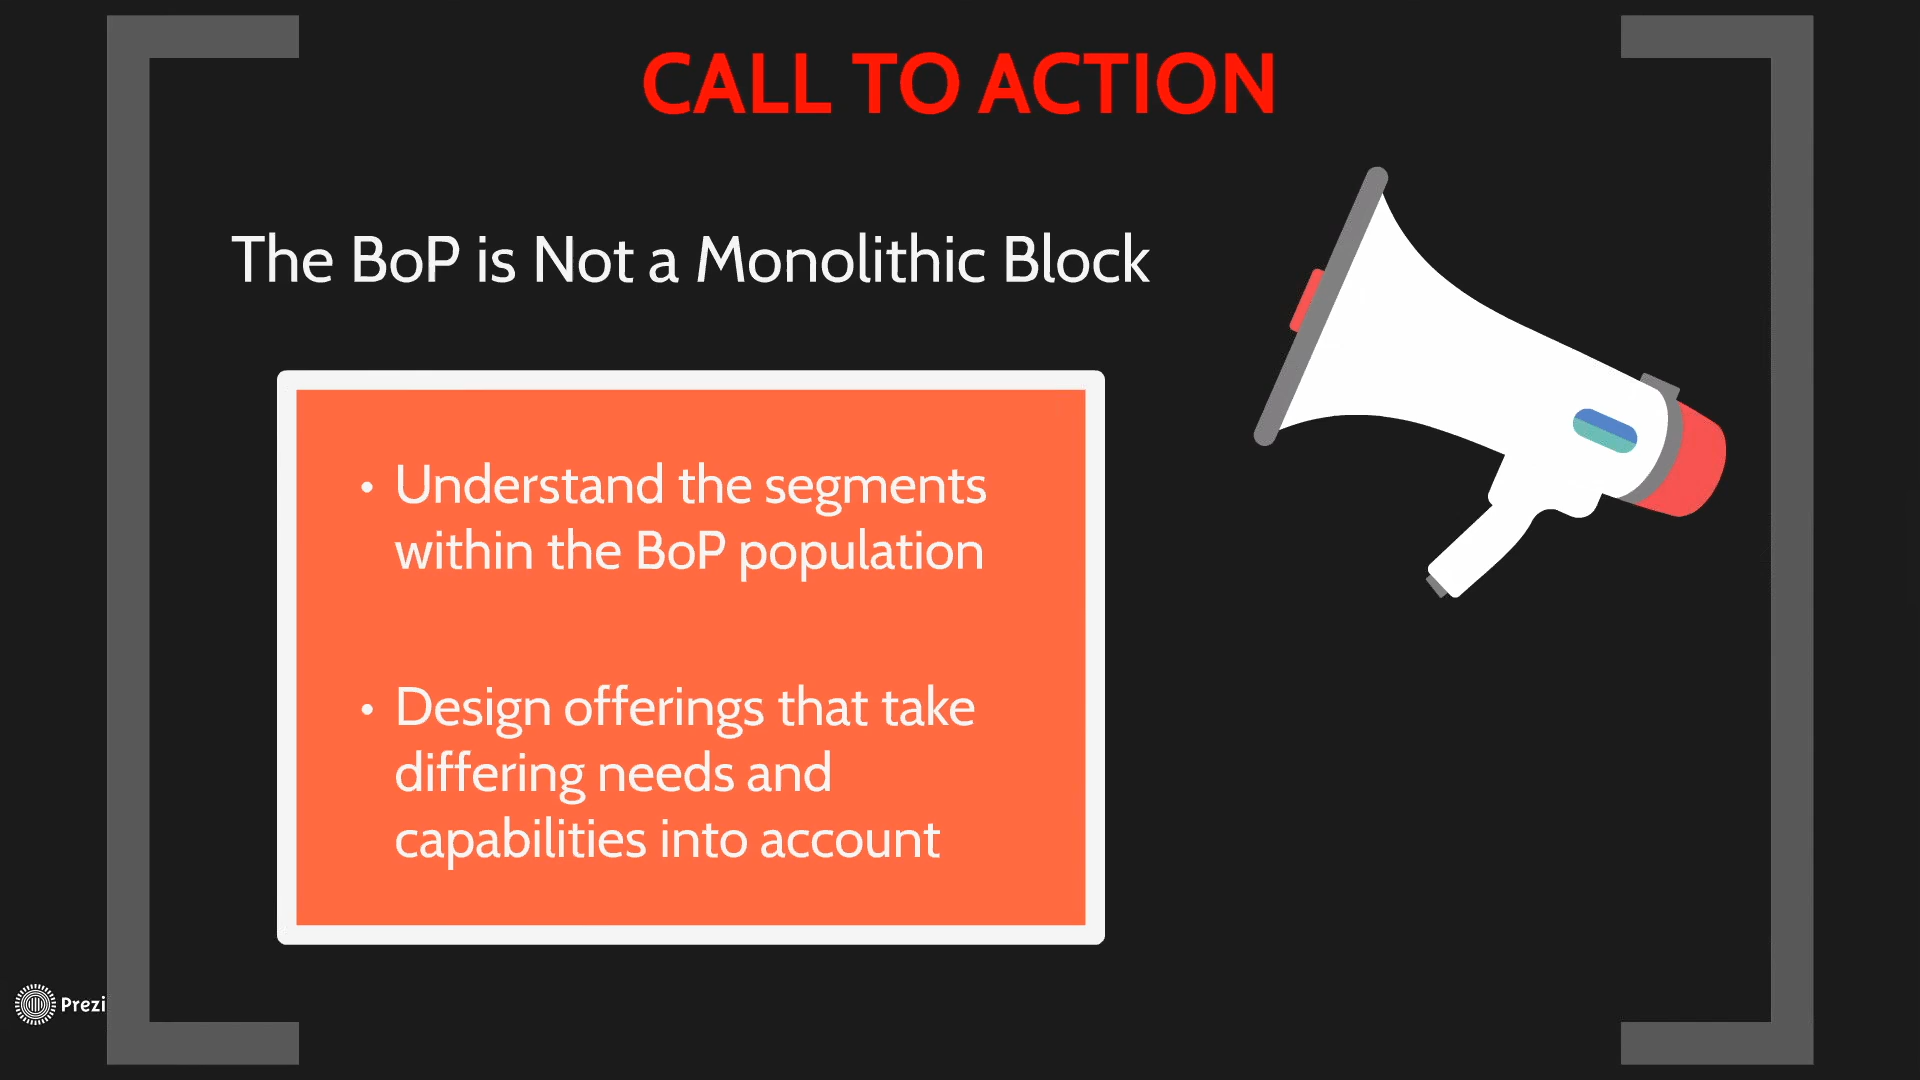 CALL TO ACTION
The BoP is Not a Monolithic Block
• Understand the segments
within the BoP population
• Design offerings that take
differing needs and
capabilities into account
Prezi